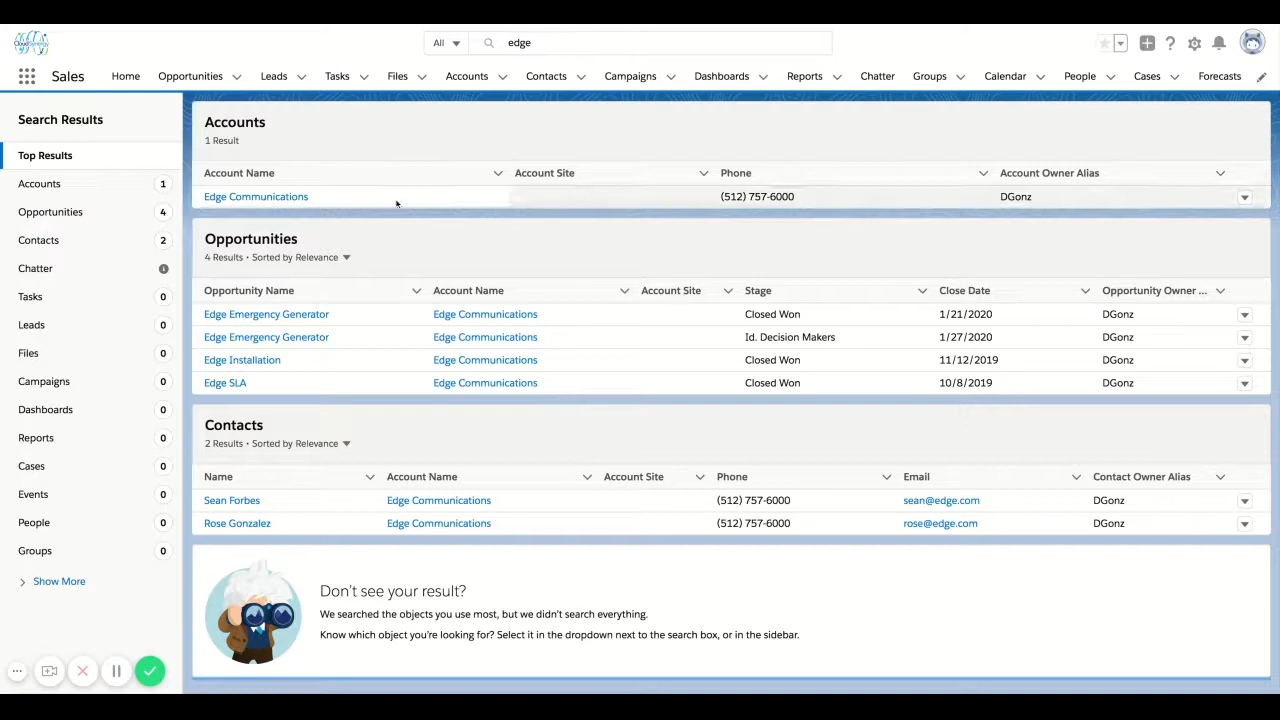 CloudSynergy
All
edge
Sales Home Opportunities Leads Tasks Files Accounts Contacts Campaigns Dashboards Reports Chatter Groups Calendar People Cases Forecasts
Search Results
Top Results
Accounts 1
Opportunities 4
Contacts 2
Chatter
Tasks 0
Leads 0
Files 0
Campaigns 0
Dashboards 0
Reports 0
Cases 0
Events 0
People 0
Groups 0
Show More
Accounts
1 Result
Account Name Account Site Phone Account Owner Alias
Edge Communications (512) 757-6000 DGonz
Opportunities
4 Results • Sorted by Relevance
Opportunity Name Account Name Account Site Stage Close Date Opportunity Owner ...
Edge Emergency Generator Edge Communications Closed Won 1/21/2020 DGonz
Edge Emergency Generator Edge Communications Id. Decision Makers 1/27/2020 DGonz
Edge Installation Edge Communications Closed Won 11/12/2019 DGonz
Edge SLA Edge Communications Closed Won 10/8/2019 DGonz
Contacts
2 Results • Sorted by Relevance
Name Account Name Account Site Phone Email Contact Owner Alias
Sean Forbes Edge Communications (512) 757-6000 sean@edge.com DGonz
Rose Gonzalez Edge Communications (512) 757-6000 rose@edge.com DGonz
Don't see your result?
We searched the objects you use most, but we didn't search everything.
Know which object you're looking for? Select it in the dropdown next to the search box, or in the sidebar.